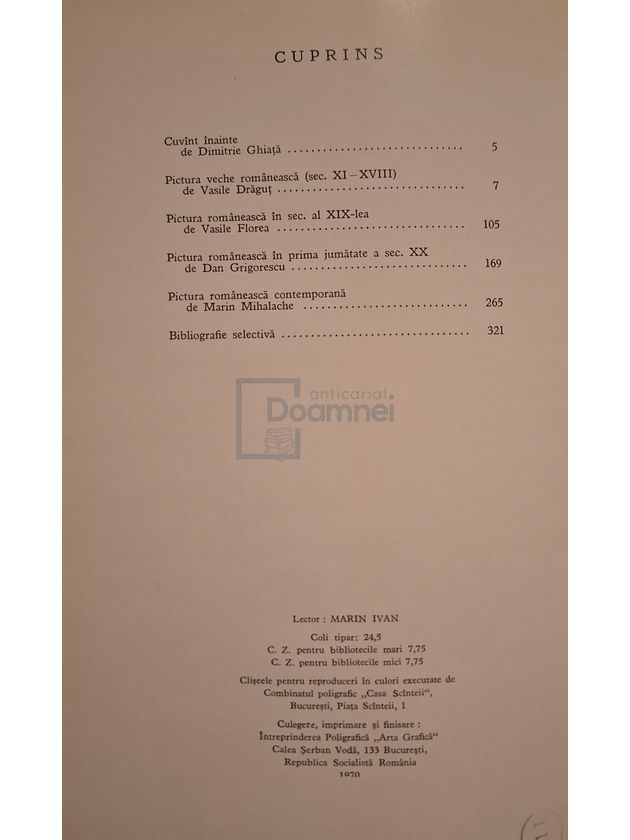 CUPRINS
Cuvînt înainte
de Dimitrie Ghiață .............................. 5
Pictura veche românească (sec. XI—XVIII)
de Vasile Drăguț ................................ 7
Pictura românească în sec. al XIX-lea
de Vasile Florea ................................ 105
Pictura românească în prima jumătate a sec. XX
de Dan Grigorescu .............................. 169
Pictura românească contemporană
de Marin Mihalache ............................ 265
Bibliografie selectivă ................................ 321
anticariat
Doamnei
Lector : MARIN IVAN
Coli tipar: 24,5
C. Z. pentru bibliotecile mari 7,75
C. Z. pentru bibliotecile mici 7,75
Clișeele pentru reproduceri în culori executate de
Combinatul poligrafic „Casa Scînteii“,
București, Piața Scînteii, 1
Culegere, imprimare și finisare :
Întreprinderea Poligrafică „Arta Grafică“
Calea Șerban Vodă, 133 București,
Republica Socialistă România
1970